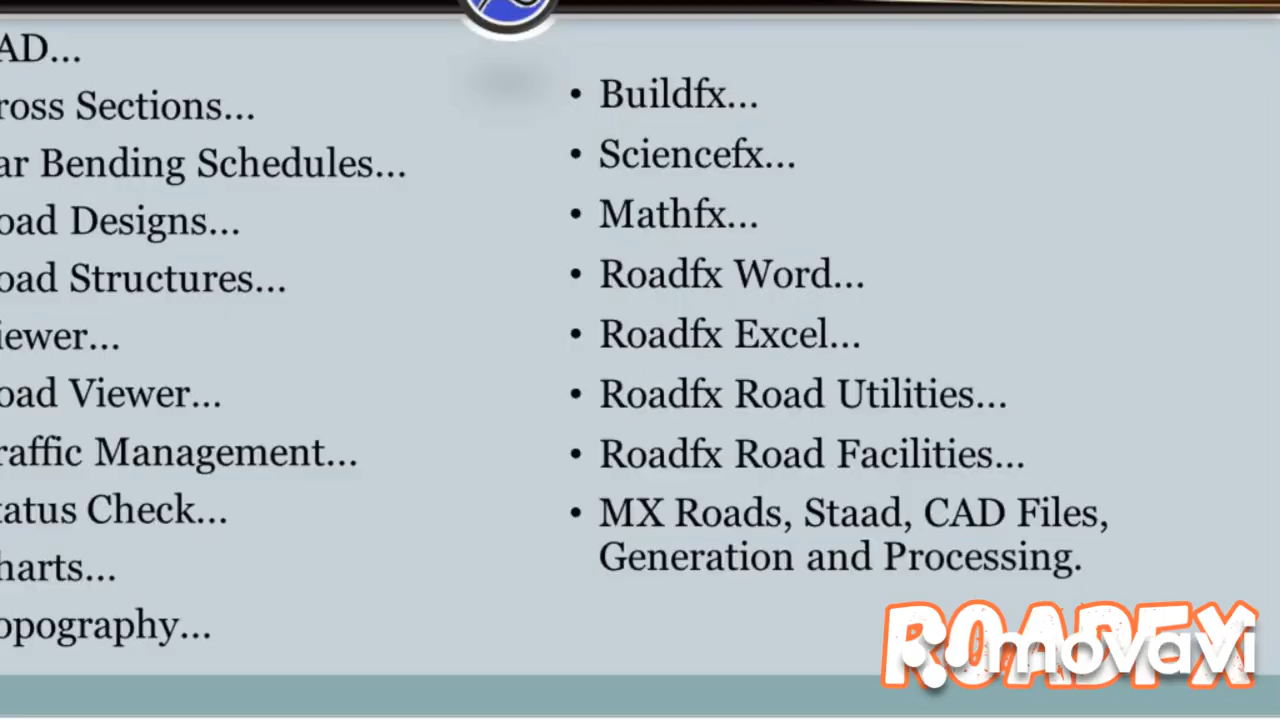 AD...
ross Sections...
ar Bending Schedules...
oad Designs...
oad Structures...
iewer...
oad Viewer...
raffic Management...
tatus Check...
harts...
opography...
• Buildfx...
• Sciencefx...
• Mathfx...
• Roadfx Word...
• Roadfx Excel...
• Roadfx Road Utilities...
• Roadfx Road Facilities...
• MX Roads, Staad, CAD Files,
Generation and Processing.
ROADFX
movavi